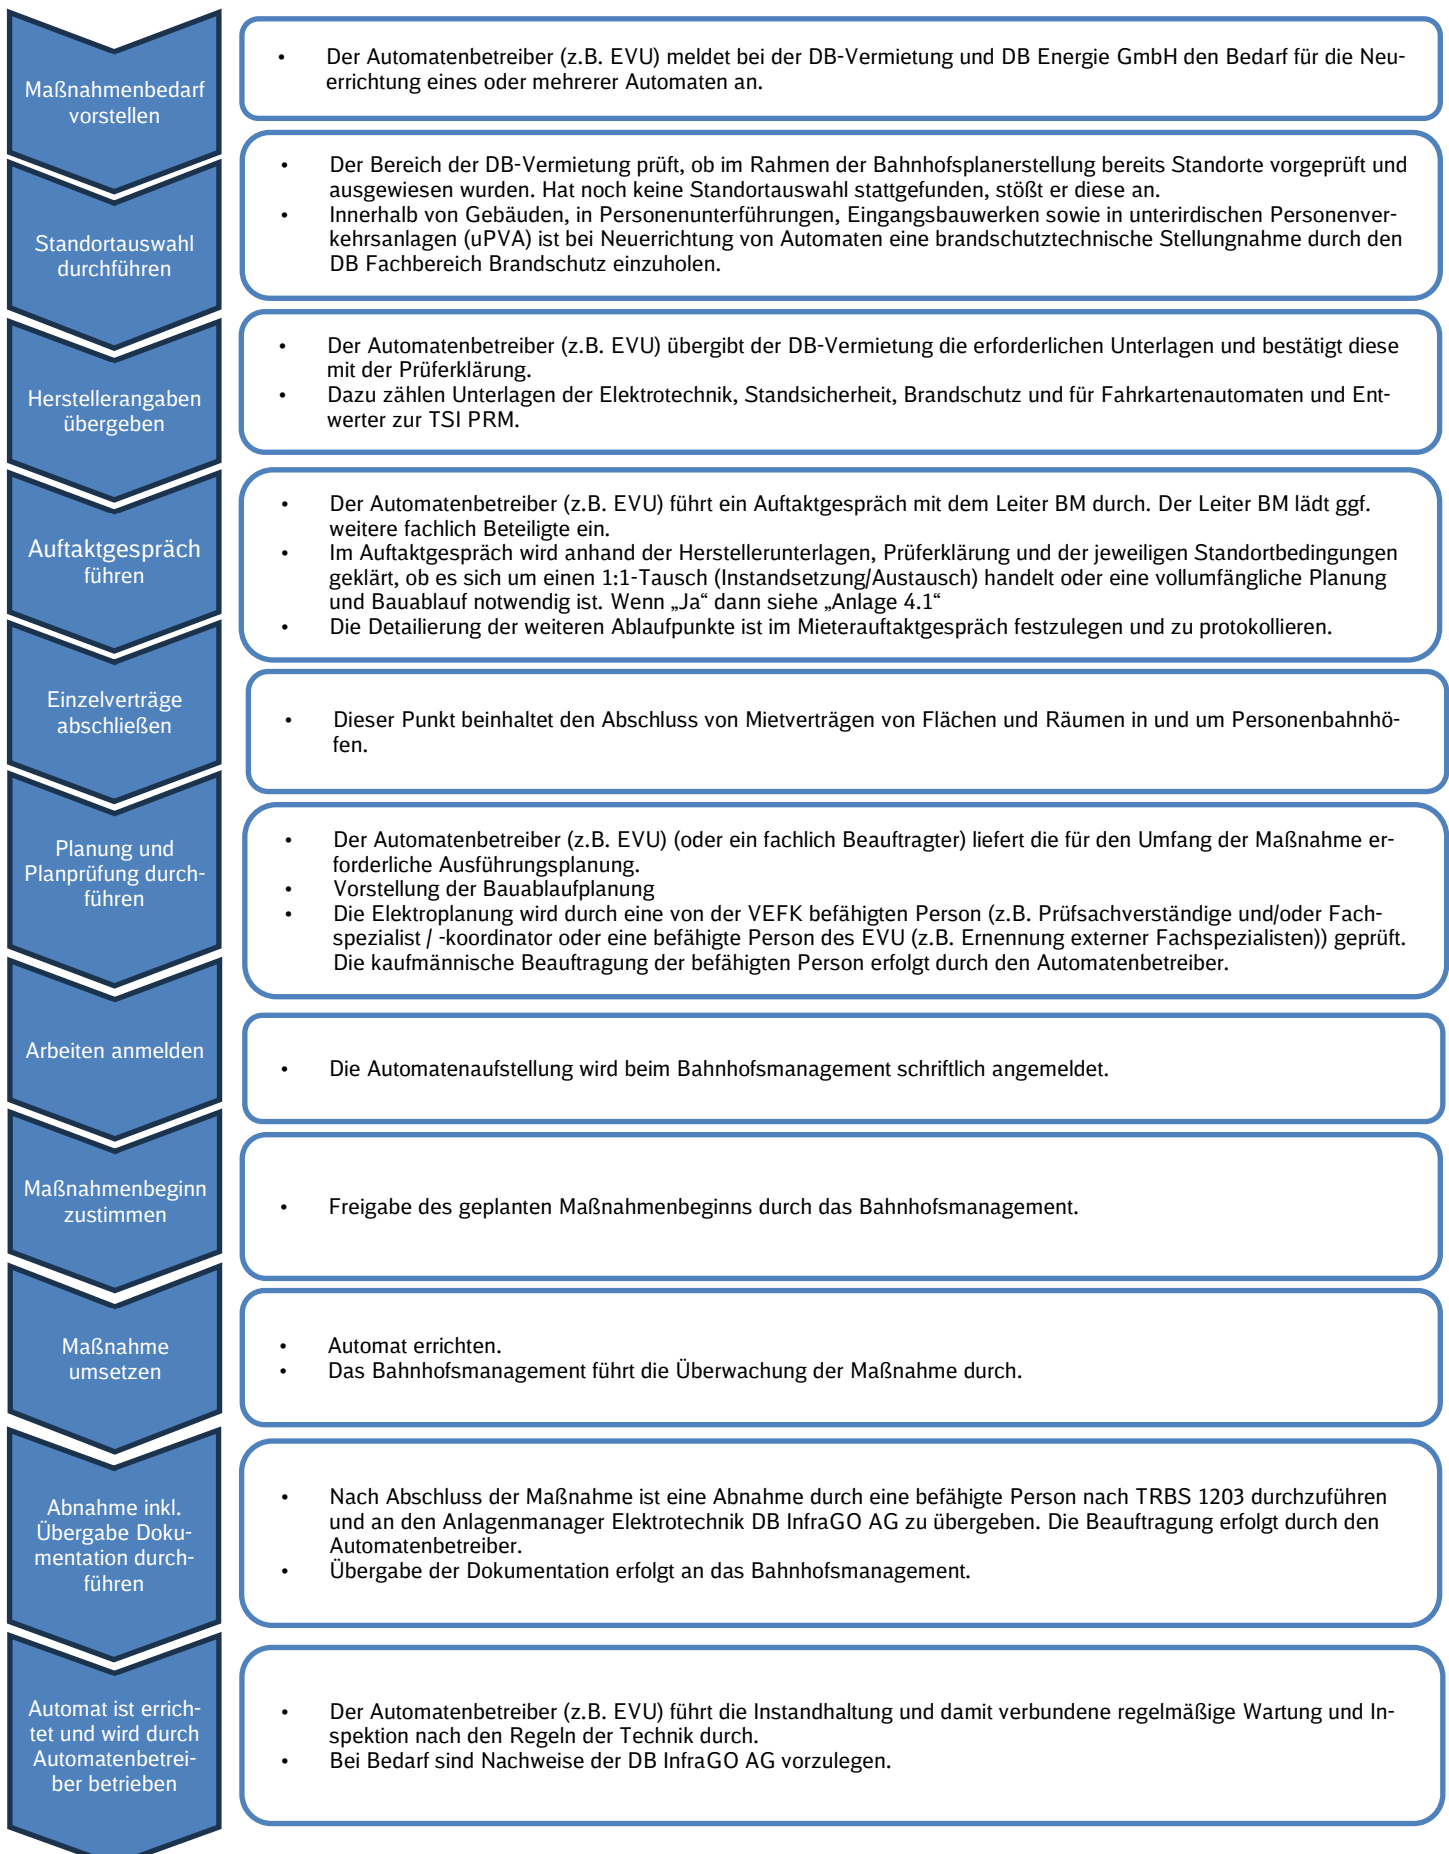 Maßnahmenbedarf
vorstellen
• Der Automatenbetreiber (z.B. EVU) meldet bei der DB-Vermietung und DB Energie GmbH den Bedarf für die Neu-
errichtung eines oder mehrerer Automaten an.
Standortauswahl
durchführen
• Der Bereich der DB-Vermietung prüft, ob im Rahmen der Bahnhofsplanerstellung bereits Standorte vorgeprüft und
ausgewiesen wurden. Hat noch keine Standortauswahl stattgefunden, stößt er diese an.
• Innerhalb von Gebäuden, in Personenunterführungen, Eingangsbauwerken sowie in unterirdischen Personenver-
kehrsanlagen (uPVA) ist bei Neuerrichtung von Automaten eine brandschutztechnische Stellungnahme durch den
DB Fachbereich Brandschutz einzuholen.
Herstellerangaben
übergeben
• Der Automatenbetreiber (z.B. EVU) übergibt der DB-Vermietung die erforderlichen Unterlagen und bestätigt diese
mit der Prüferklärung.
• Dazu zählen Unterlagen der Elektrotechnik, Standsicherheit, Brandschutz und für Fahrkartenautomaten und Ent-
werter zur TSI PRM.
Auftaktgespräch
führen
• Der Automatenbetreiber (z.B. EVU) führt ein Auftaktgespräch mit dem Leiter BM durch. Der Leiter BM lädt ggf.
weitere fachlich Beteiligte ein.
• Im Auftaktgespräch wird anhand der Herstellerunterlagen, Prüferklärung und der jeweiligen Standortbedingungen
geklärt, ob es sich um einen 1:1-Tausch (Instandsetzung/Austausch) handelt oder eine vollumfängliche Planung
und Bauablauf notwendig ist. Wenn „Ja“ dann siehe „Anlage 4.1“
• Die Detailierung der weiteren Ablaufpunkte ist im Mieterauftaktgespräch festzulegen und zu protokollieren.
Einzelverträge
abschließen
• Dieser Punkt beinhaltet den Abschluss von Mietverträgen von Flächen und Räumen in und um Personenbahnhö-
fen.
Planung und
Planprüfung durch-
führen
• Der Automatenbetreiber (z.B. EVU) (oder ein fachlich Beauftragter) liefert die für den Umfang der Maßnahme er-
forderliche Ausführungsplanung.
• Vorstellung der Bauablaufplanung
• Die Elektroplanung wird durch eine von der VEFK befähigten Person (z.B. Prüfsachverständige und/oder Fach-
spezialist / -koordinator oder eine befähigte Person des EVU (z.B. Ernennung externer Fachspezialisten)) geprüft.
Die kaufmännische Beauftragung der befähigten Person erfolgt durch den Automatenbetreiber.
Arbeiten anmelden
• Die Automatenaufstellung wird beim Bahnhofsmanagement schriftlich angemeldet.
Maßnahmenbeginn
zustimmen
• Freigabe des geplanten Maßnahmenbeginns durch das Bahnhofsmanagement.
Maßnahme
umsetzen
• Automat errichten.
• Das Bahnhofsmanagement führt die Überwachung der Maßnahme durch.
Abnahme inkl.
Übergabe Doku-
mentation durch-
führen
• Nach Abschluss der Maßnahme ist eine Abnahme durch eine befähigte Person nach TRBS 1203 durchzuführen
und an den Anlagenmanager Elektrotechnik DB InfraGO AG zu übergeben. Die Beauftragung erfolgt durch den
Automatenbetreiber.
• Übergabe der Dokumentation erfolgt an das Bahnhofsmanagement.
Automat ist errich-
tet und wird durch
Automatenbetrei-
ber betrieben
• Der Automatenbetreiber (z.B. EVU) führt die Instandhaltung und damit verbundene regelmäßige Wartung und In-
spektion nach den Regeln der Technik durch.
• Bei Bedarf sind Nachweise der DB InfraGO AG vorzulegen.